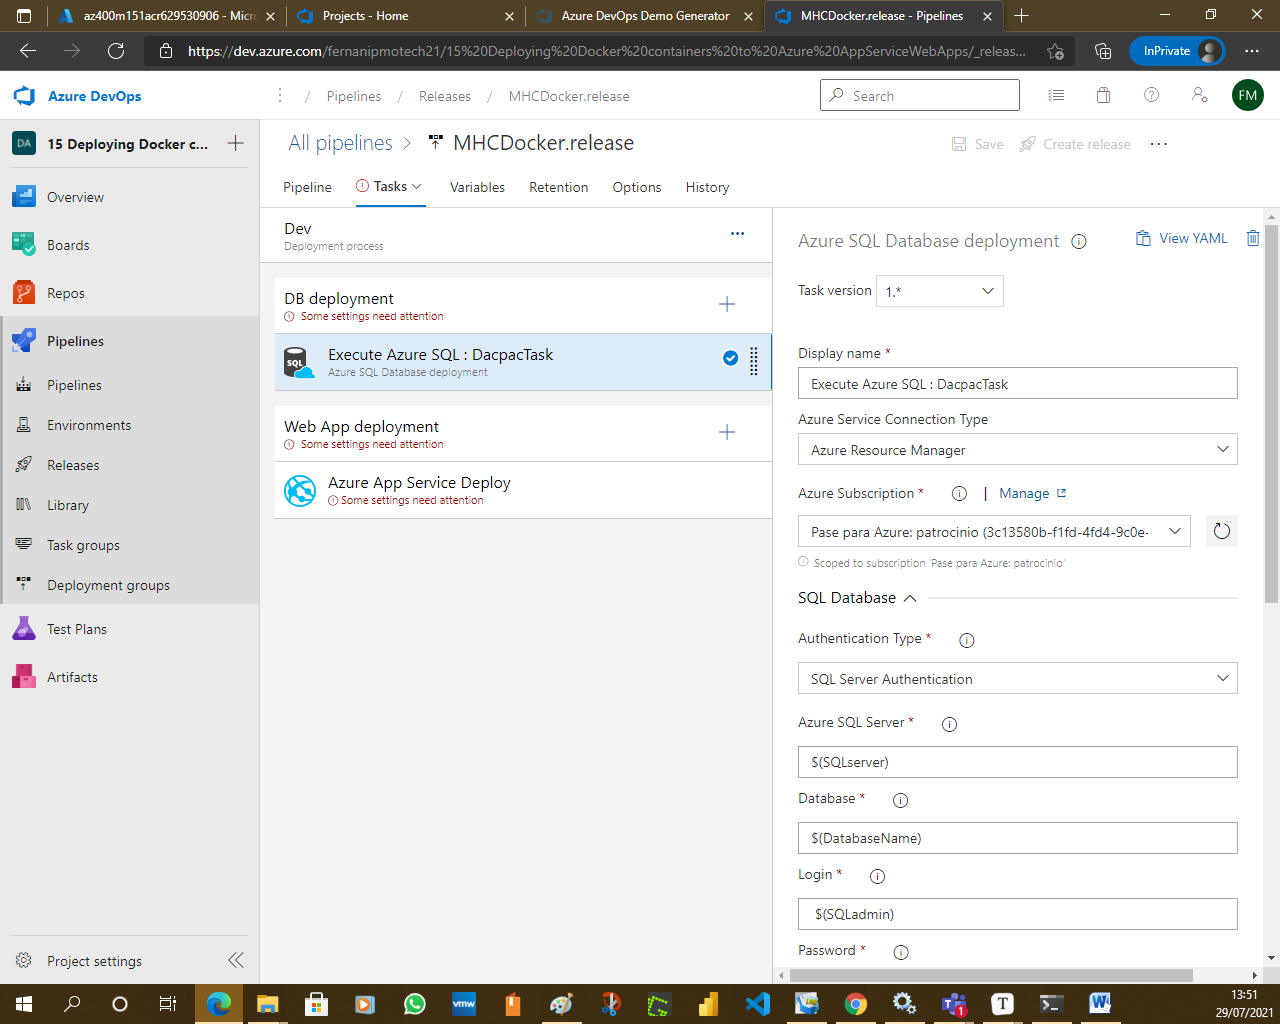 az400m151acr629530906 - Micr
Projects - Home
Azure DevOps Demo Generator
MHCDocker.release - Pipelines
https://dev.azure.com/fernanipmotech21/15%20Deploying%20Docker%20containers%20to%20Azure%20AppServiceWebApps/_releas...
InPrivate
Azure DevOps
/ Pipelines / Releases / MHCDocker.release
Search
FM
DA
15 Deploying Docker c...
All pipelines > MHCDocker.release
Save
Create release
Pipeline
Tasks
Variables
Retention
Options
History
Overview
Boards
Repos
Pipelines
Pipelines
Environments
Releases
Library
Task groups
Deployment groups
Test Plans
Artifacts
Project settings
Dev
Deployment process
DB deployment
Some settings need attention
SQL
Execute Azure SQL : DacpacTask
Azure SQL Database deployment
Web App deployment
Some settings need attention
Azure App Service Deploy
Some settings need attention
Azure SQL Database deployment
View YAML
Task version
1.*
Display name *
Execute Azure SQL : DacpacTask
Azure Service Connection Type
Azure Resource Manager
Azure Subscription *
| Manage
Pase para Azure: patrocinio (3c13580b-f1fd-4fd4-9c0e-
Scoped to subscription 'Pase para Azure: patrocinio'
SQL Database
Authentication Type *
SQL Server Authentication
Azure SQL Server *
$(SQLserver)
Database *
$(DatabaseName)
Login *
$(SQLadmin)
Password *
vmw
1
T
W
13:51
29/07/2021